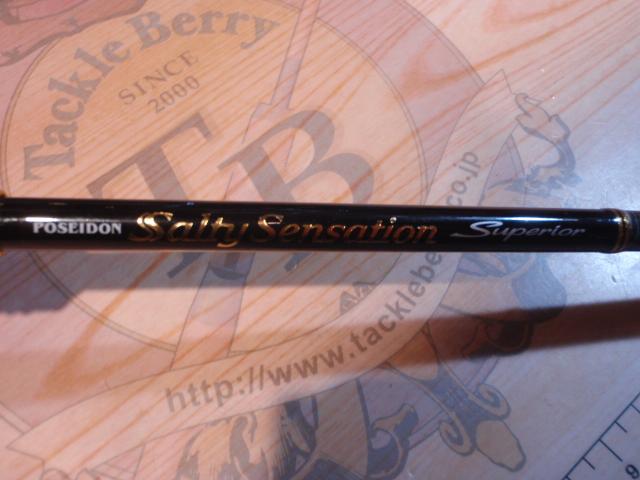 Tackle Berry
SINCE
2000
TB
POSEIDON Salty Sensation Superior
http://www.tackleberry.co.jp